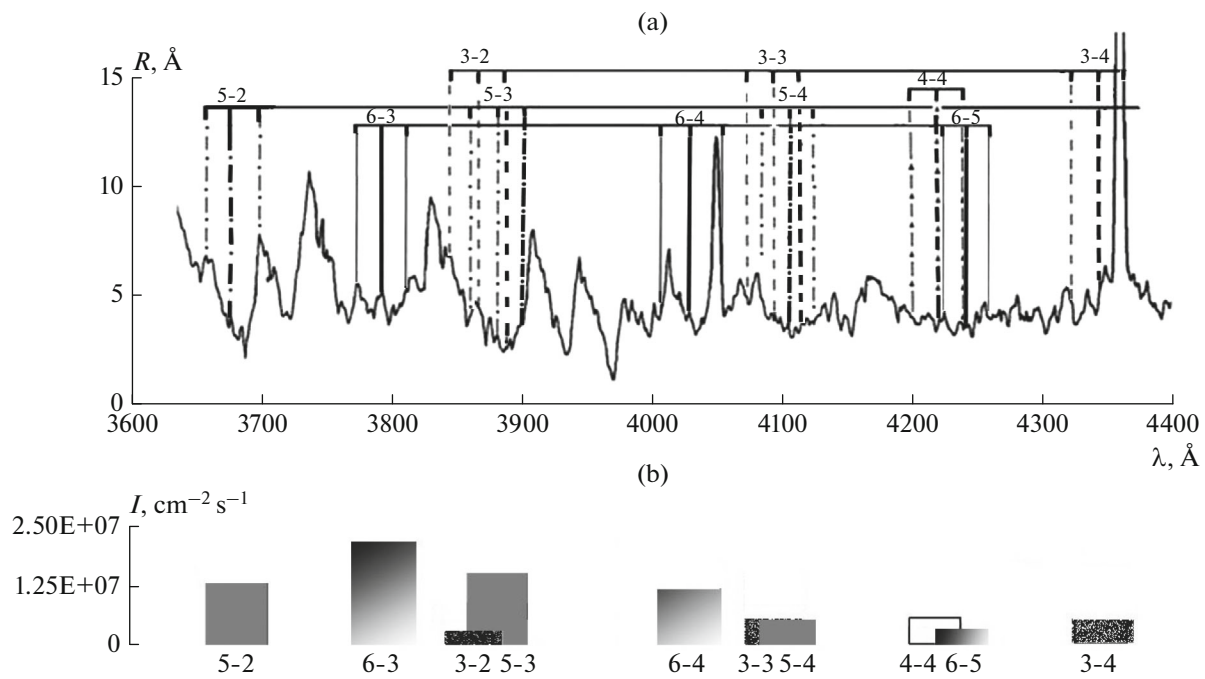 (a)
R, Å
3-2 3-3 3-4
15
4-4
5-2 5-3 5-4
6-3 6-4 6-5
10
5
0
3600 3700 3800 3900 4000 4100 4200 4300 4400
λ, Å
(b)
I, cm⁻² s⁻¹
2.50E+07
1.25E+07
0
5-2 6-3 3-2 5-3 6-4 3-3 5-4 4-4 6-5 3-4